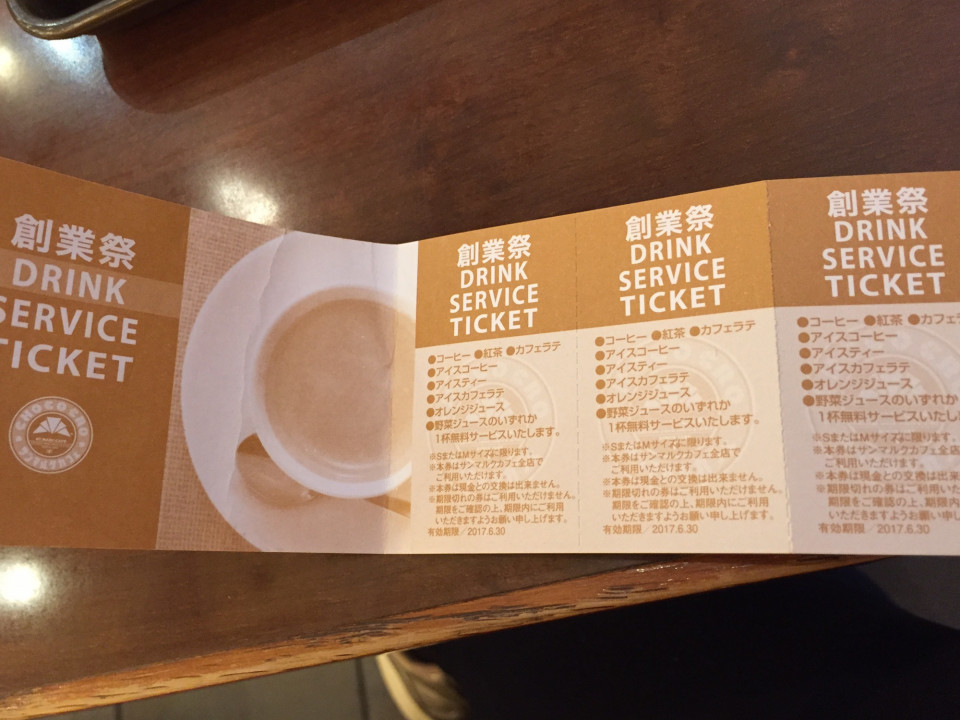 創業祭
DRINK
SERVICE
TICKET
CHOCOCRO
創業祭
DRINK
SERVICE
TICKET
●コーヒー ●紅茶 ●カフェラテ
●アイスコーヒー
●アイスティー
●アイスカフェラテ
●オレンジジュース
●野菜ジュースのいずれか
1杯無料サービスいたします。
※SまたはMサイズに限ります。
※本券はサンマルクカフェ全店で
ご利用いただけます。
※本券は現金との交換は出来ません。
※期限切れの券はご利用いただけません。
期限をご確認の上、期限内にご利用
いただきますようお願い申し上げます。
有効期限／2017.6.30
創業祭
DRINK
SERVICE
TICKET
●コーヒー ●紅茶 ●カフェラテ
●アイスコーヒー
●アイスティー
●アイスカフェラテ
●オレンジジュース
●野菜ジュースのいずれか
1杯無料サービスいたします。
※SまたはMサイズに限ります。
※本券はサンマルクカフェ全店で
ご利用いただけます。
※本券は現金との交換は出来ません。
※期限切れの券はご利用いただけません。
期限をご確認の上、期限内にご利用
いただきますようお願い申し上げます。
有効期限／2017.6.30
創業祭
DRINK
SERVICE
TICKET
●コーヒー ●紅茶 ●カフェラ
●アイスコーヒー
●アイスティー
●アイスカフェラテ
●オレンジジュース
●野菜ジュースのいずれか
1杯無料サービスいたし
※SまたはMサイズに限ります。
※本券はサンマルクカフェ全店
ご利用いただけます。
※本券は現金との交換は出来
※期限切れの券はご利用いただ
期限をご確認の上、期限内に
いただきますようお願い申し
有効期限／2017.6.30